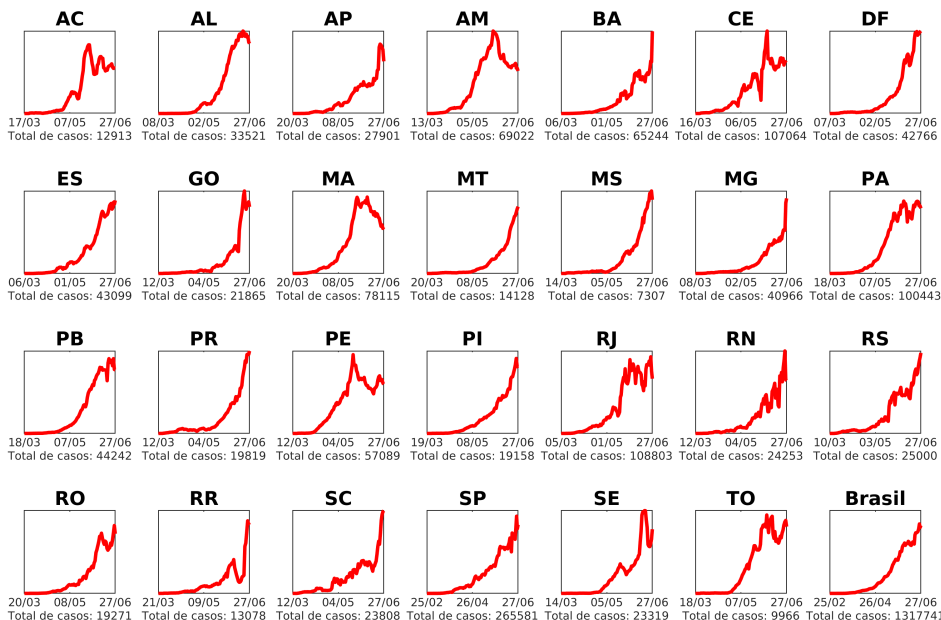 AC AL AP AM BA CE DF
17/03 07/05 27/06 08/03 02/05 27/06 20/03 08/05 27/06 13/03 05/05 27/06 06/03 01/05 27/06 16/03 06/05 27/06 07/03 02/05 27/06
Total de casos: 12913 Total de casos: 33521 Total de casos: 27901 Total de casos: 69022 Total de casos: 65244 Total de casos: 107064 Total de casos: 42766
ES GO MA MT MS MG PA
06/03 01/05 27/06 12/03 04/05 27/06 20/03 08/05 27/06 20/03 08/05 27/06 14/03 05/05 27/06 08/03 02/05 27/06 18/03 07/05 27/06
Total de casos: 43099 Total de casos: 21865 Total de casos: 78115 Total de casos: 14128 Total de casos: 7307 Total de casos: 40966 Total de casos: 100443
PB PR PE PI RJ RN RS
18/03 07/05 27/06 12/03 04/05 27/06 12/03 04/05 27/06 19/03 08/05 27/06 05/03 01/05 27/06 12/03 04/05 27/06 10/03 03/05 27/06
Total de casos: 44242 Total de casos: 19819 Total de casos: 57089 Total de casos: 19158 Total de casos: 108803 Total de casos: 24253 Total de casos: 25000
RO RR SC SP SE TO Brasil
20/03 08/05 27/06 21/03 09/05 27/06 12/03 04/05 27/06 25/02 26/04 27/06 14/03 05/05 27/06 18/03 07/05 27/06 25/02 26/04 27/06
Total de casos: 19271 Total de casos: 13078 Total de casos: 23808 Total de casos: 265581 Total de casos: 23319 Total de casos: 9966 Total de casos: 1317741